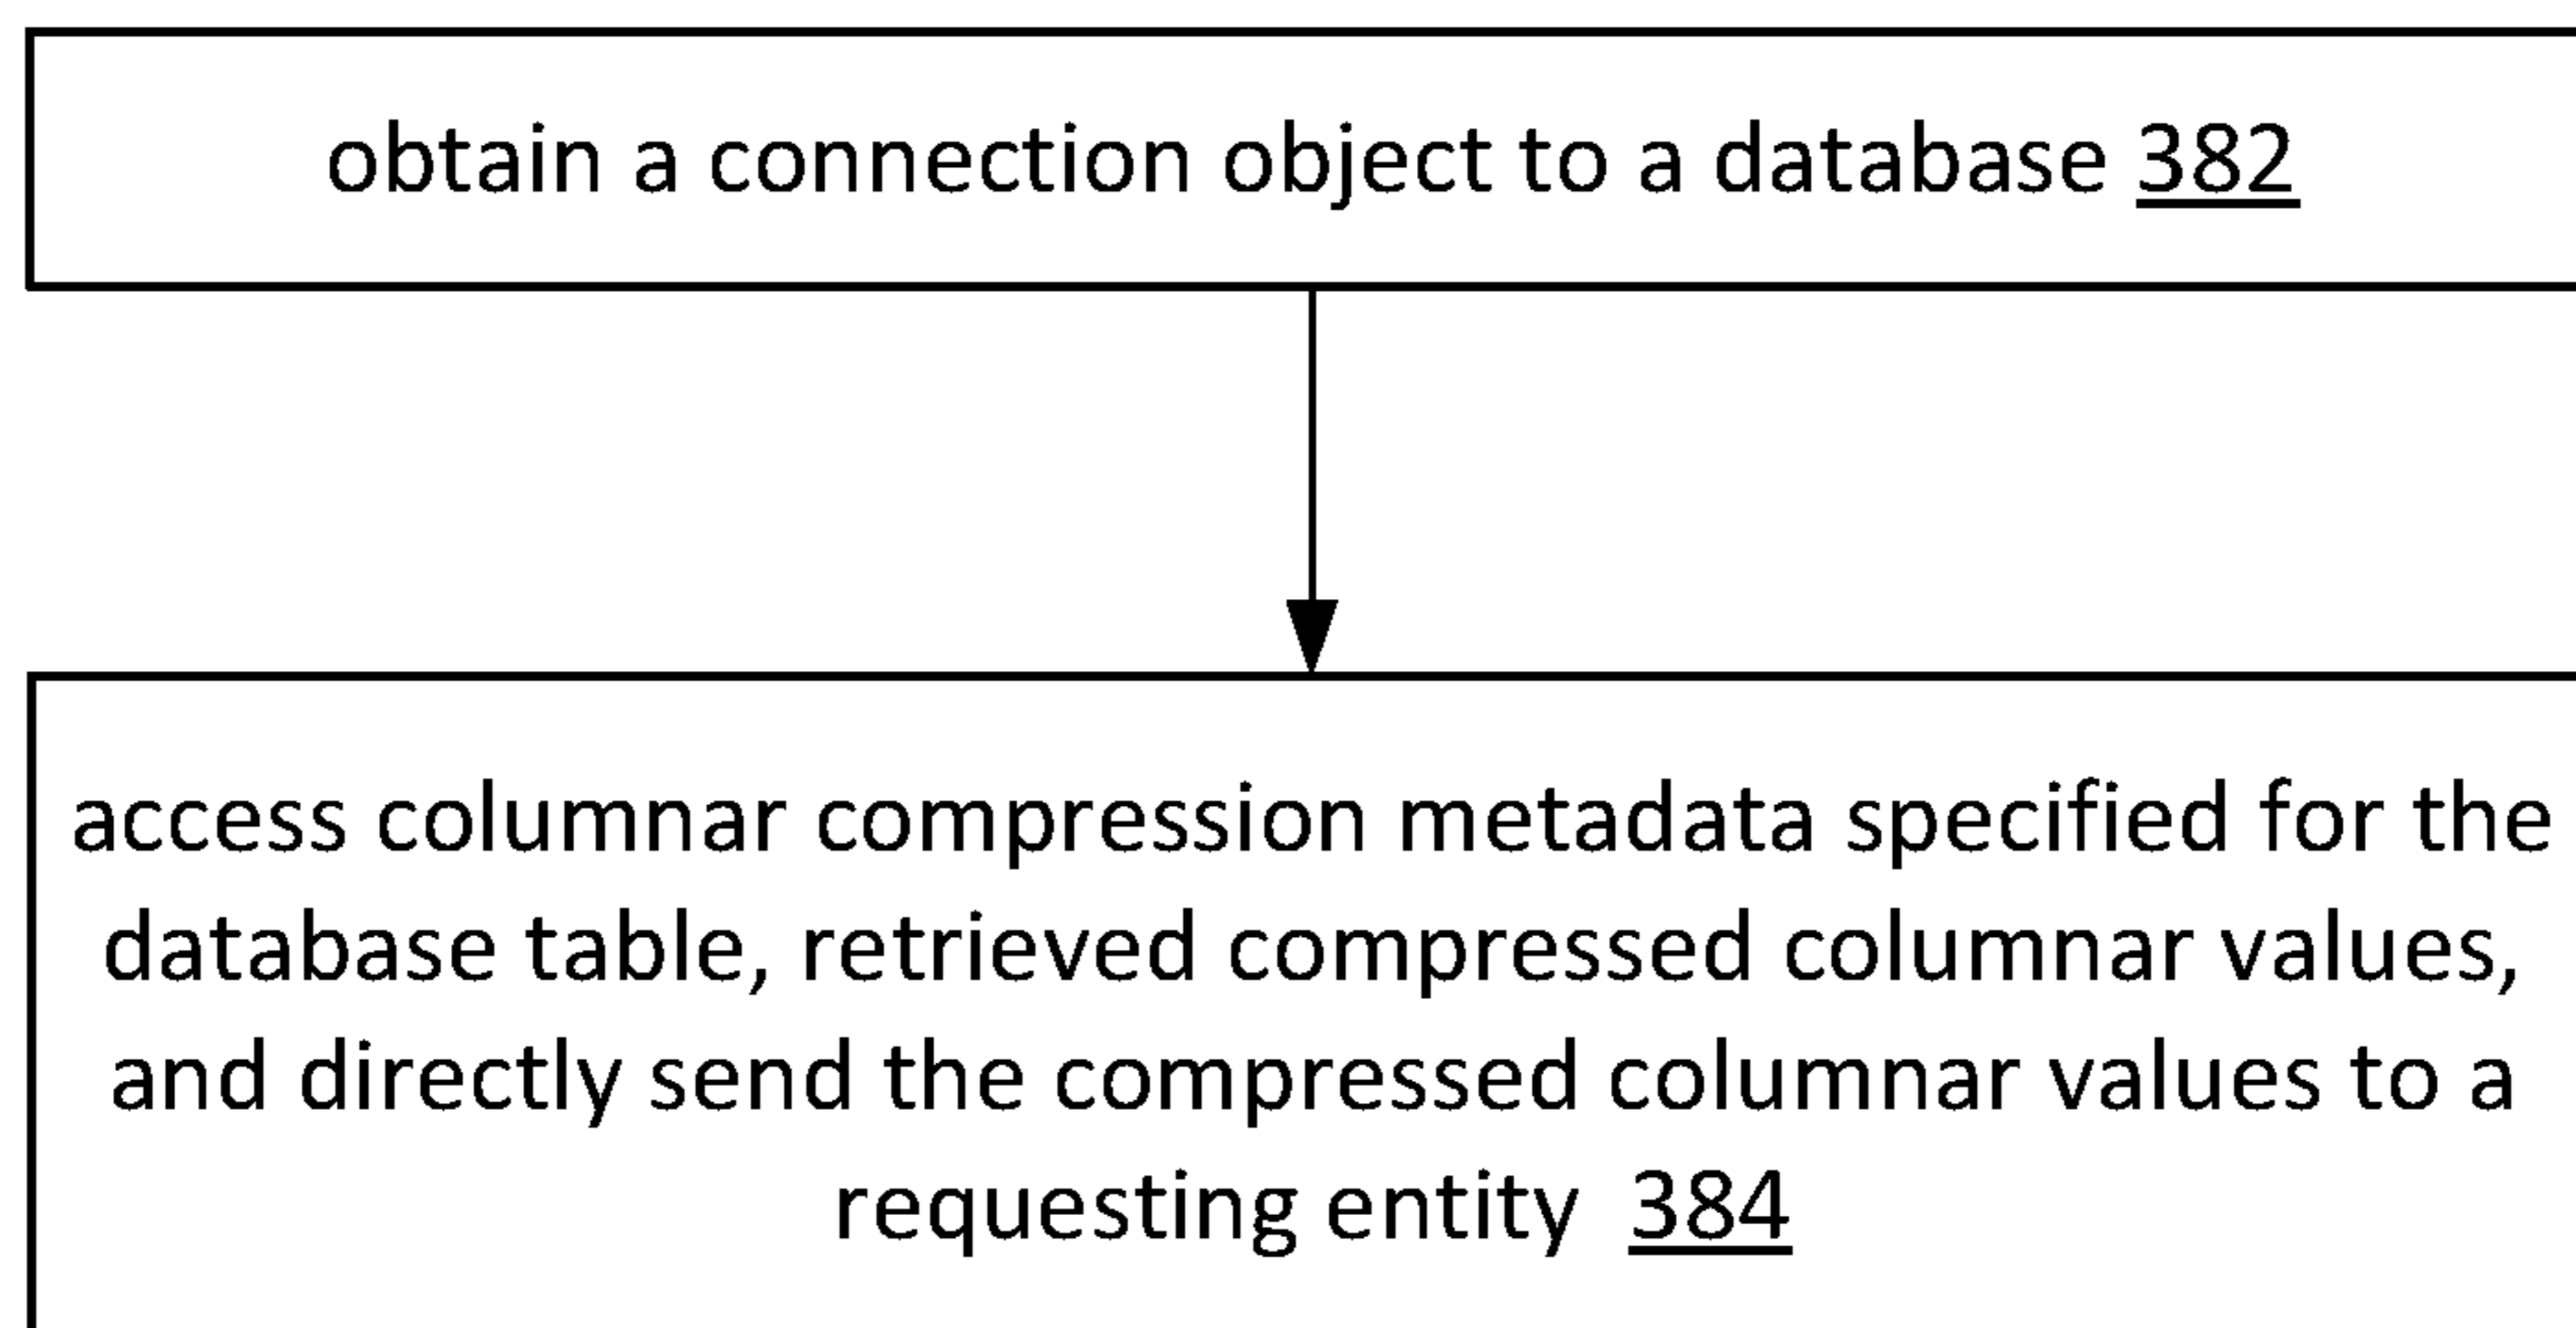 obtain a connection object to a database 382
access columnar compression metadata specified for the
database table, retrieved compressed columnar values,
and directly send the compressed columnar values to a
requesting entity 384